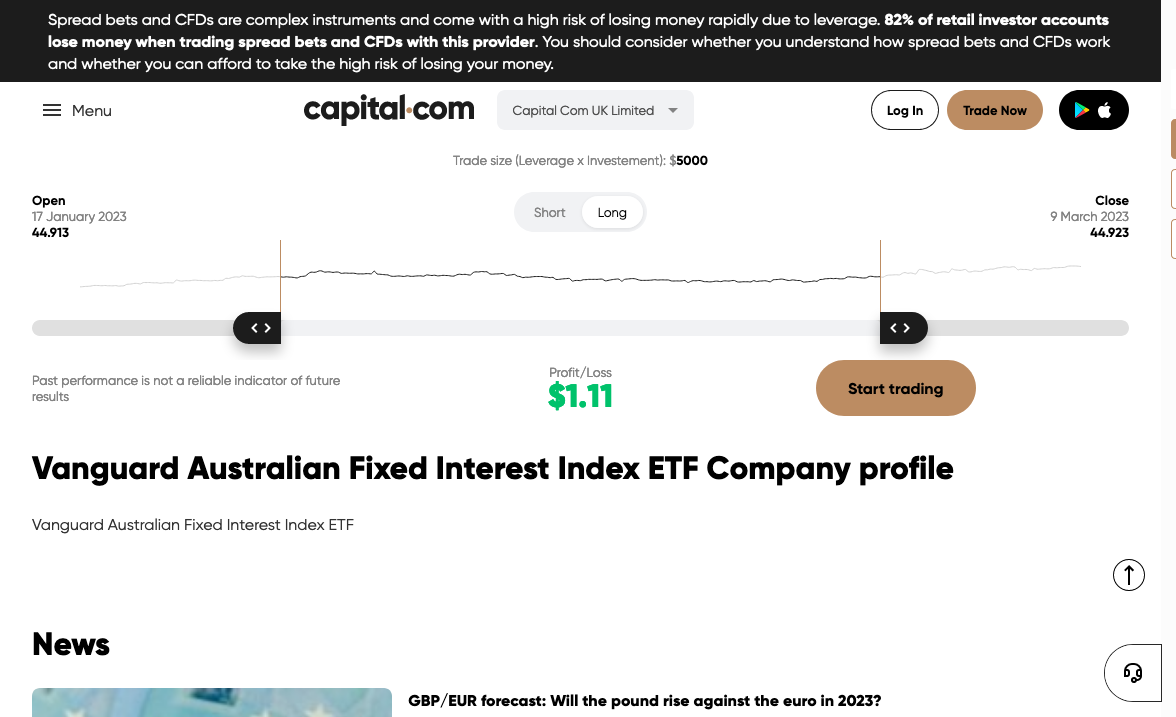 Spread bets and CFDs are complex instruments and come with a high risk of losing money rapidly due to leverage. 82% of retail investor accounts
lose money when trading spread bets and CFDs with this provider. You should consider whether you understand how spread bets and CFDs work
and whether you can afford to take the high risk of losing your money.
Menu
capital.com
Capital Com UK Limited
Log In
Trade Now
Trade size (Leverage x Investement): $5000
Open
17 January 2023
44.913
Short
Long
Close
9 March 2023
44.923
Past performance is not a reliable indicator of future
results
Profit/Loss
$1.11
Start trading
Vanguard Australian Fixed Interest Index ETF Company profile
Vanguard Australian Fixed Interest Index ETF
News
GBP/EUR forecast: Will the pound rise against the euro in 2023?